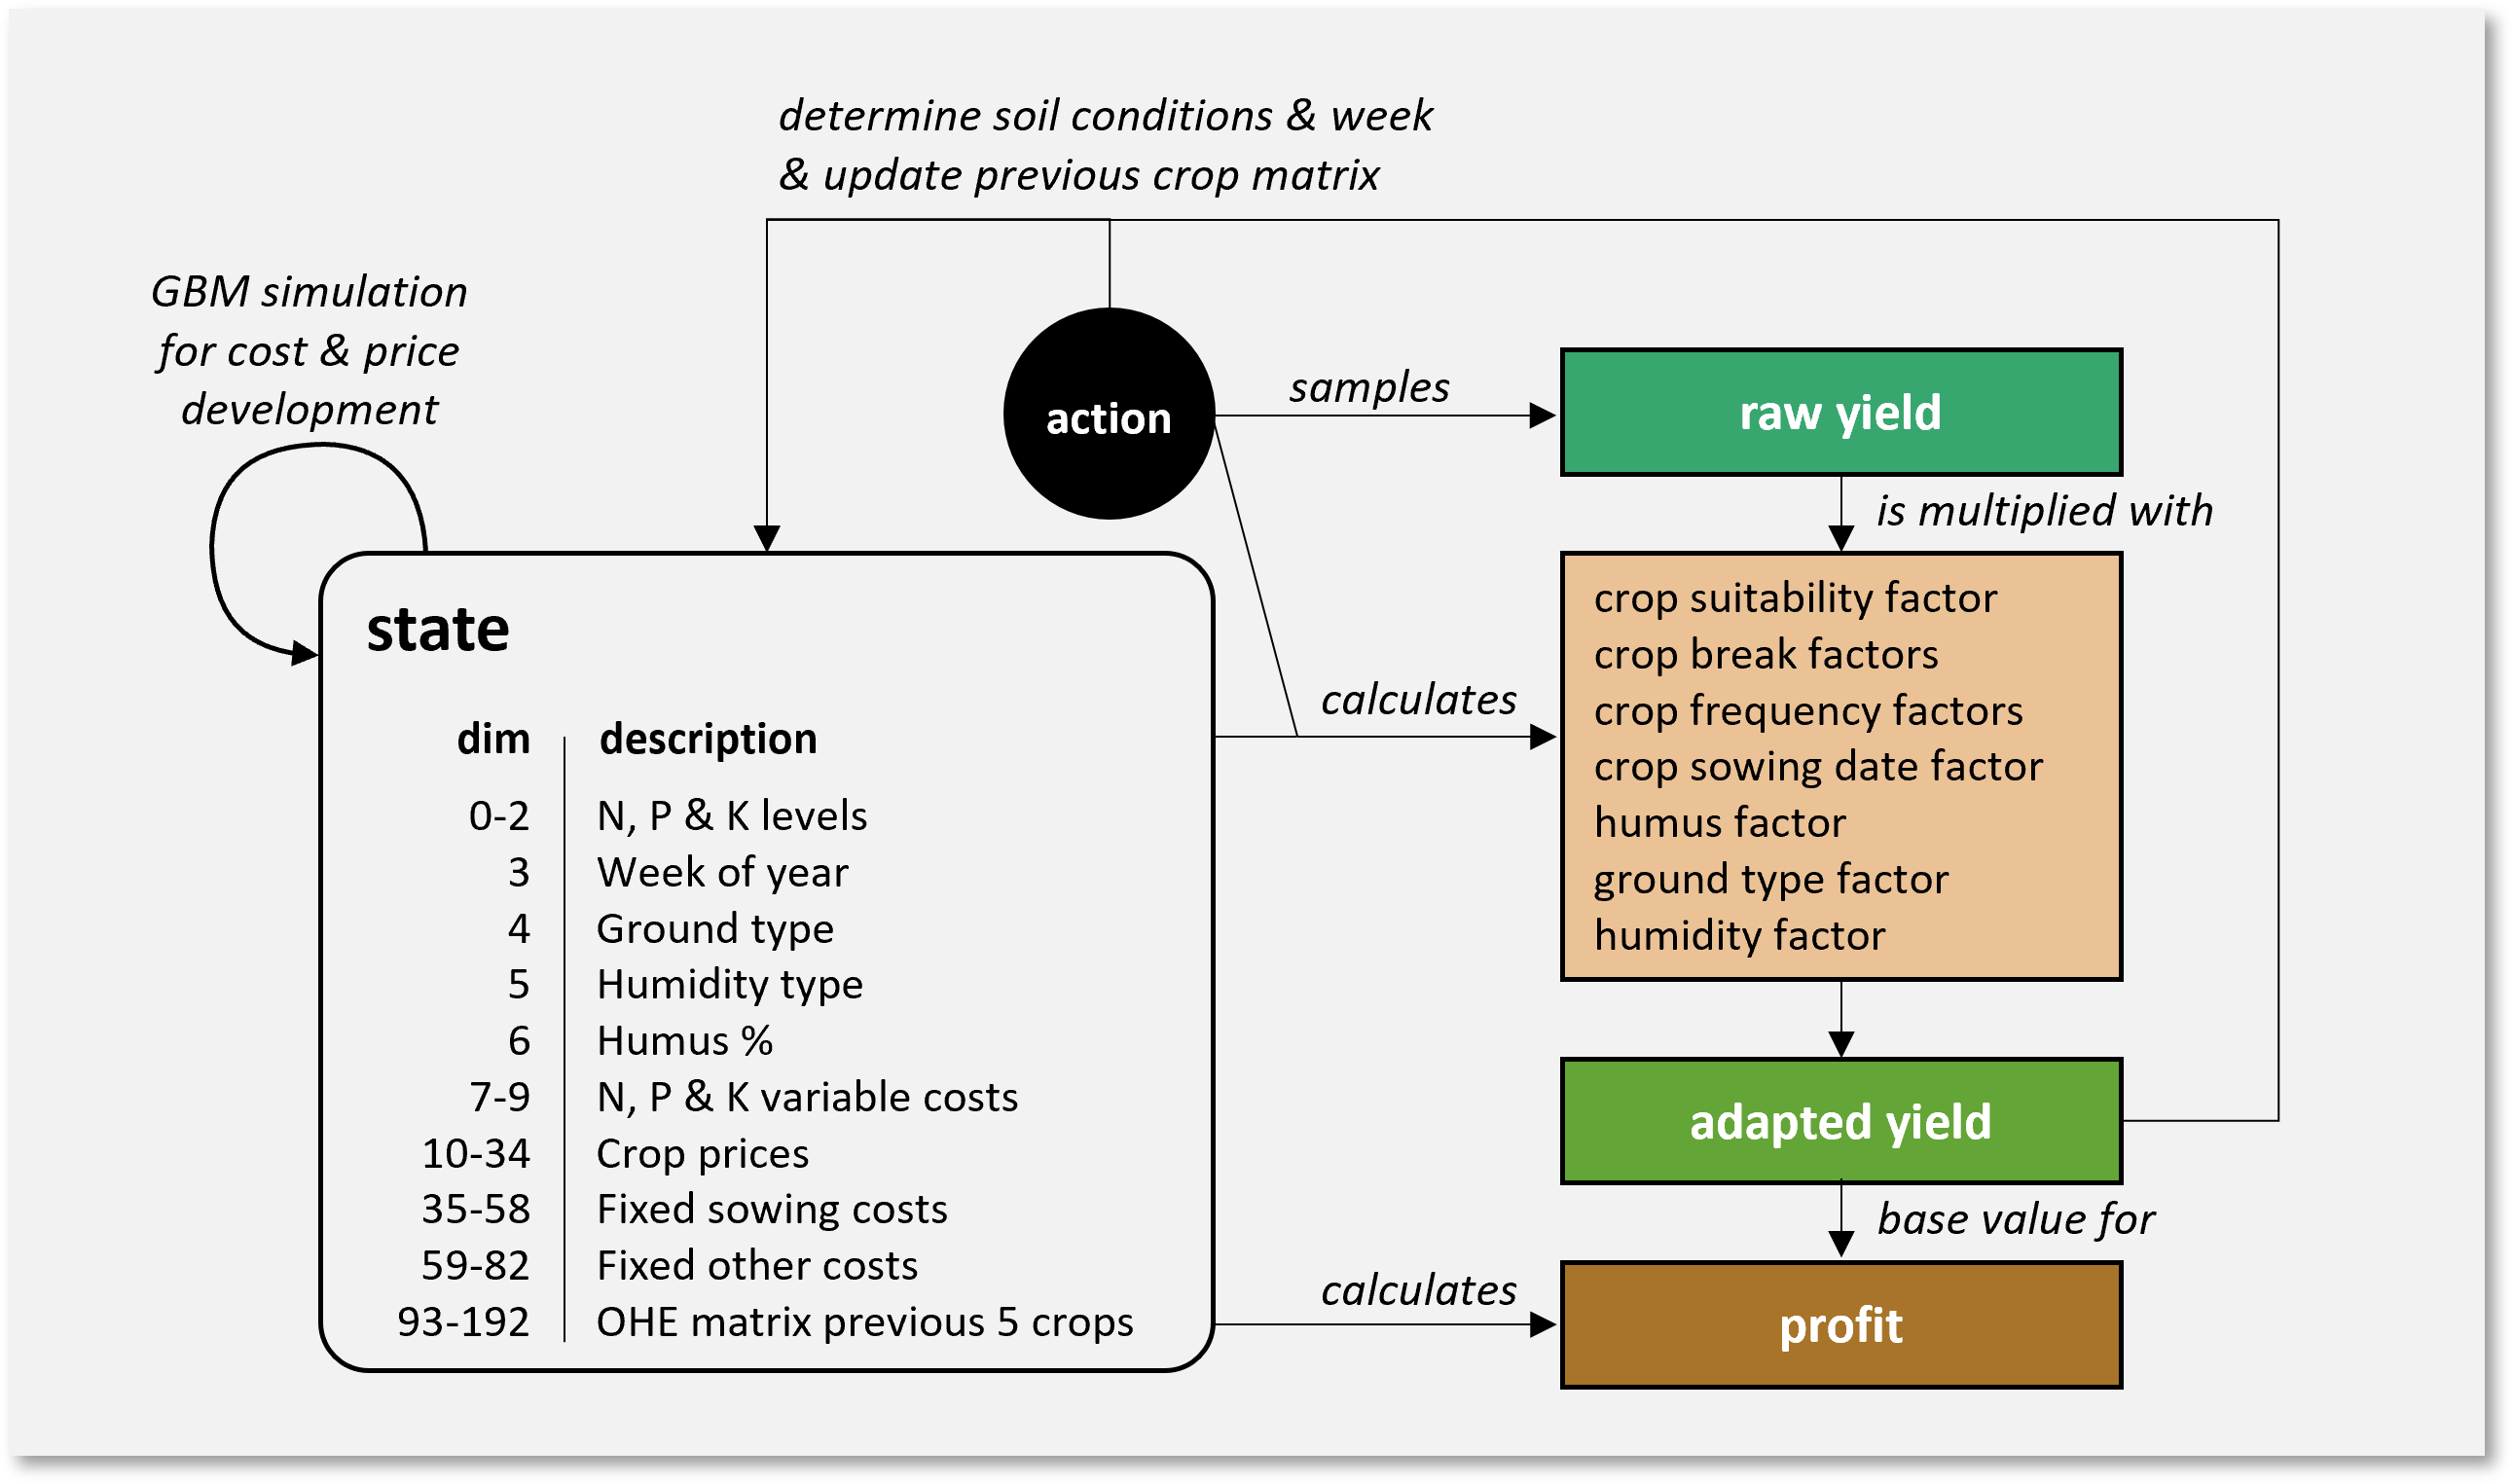 determine soil conditions & week
& update previous crop matrix
GBM simulation
for cost & price
development
action
samples
raw yield
is multiplied with
state
dim description
0-2 N, P & K levels
3 Week of year
4 Ground type
5 Humidity type
6 Humus %
7-9 N, P & K variable costs
10-34 Crop prices
35-58 Fixed sowing costs
59-82 Fixed other costs
93-192 OHE matrix previous 5 crops
calculates
crop suitability factor
crop break factors
crop frequency factors
crop sowing date factor
humus factor
ground type factor
humidity factor
adapted yield
base value for
calculates
profit